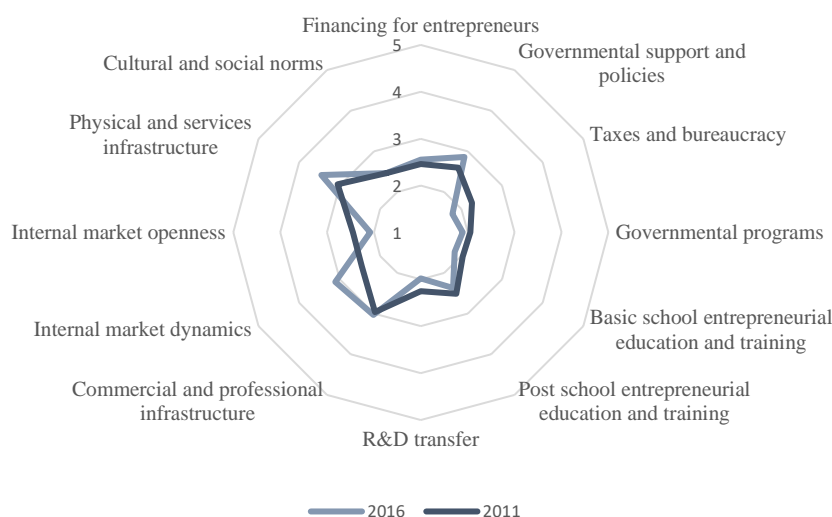 Financing for entrepreneurs
5
Governmental support and
policies
Cultural and social norms
4
Physical and services
infrastructure
Taxes and bureaucracy
3
2
Internal market openness
1
Governmental programs
Internal market dynamics
Basic school entrepreneurial
education and training
Commercial and professional
infrastructure
Post school entrepreneurial
education and training
R&D transfer
2016
2011